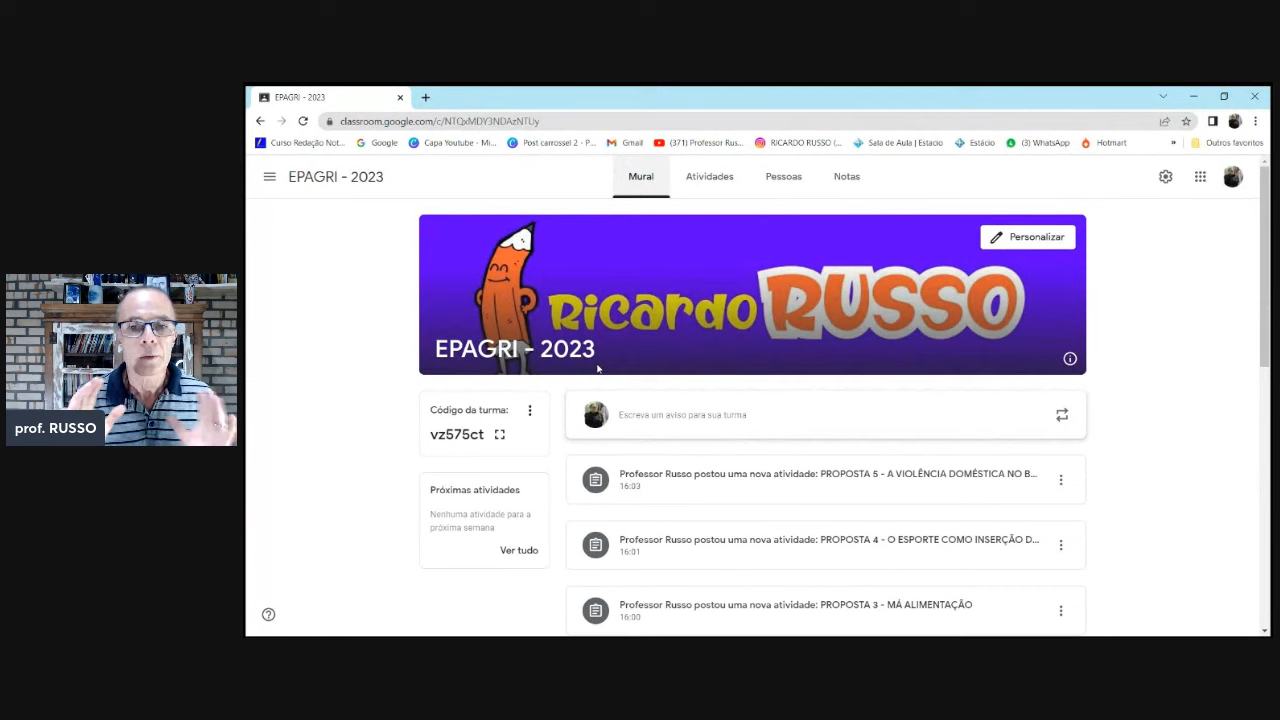 EPAGRI - 2023
classroom.google.com/c/NTQxMDY3NDAzNTUy
Curso Redação Not... Google Capa Youtube - Mi... Post carrossel 2 - P... Gmail (371) Professor Rus... RICARDO RUSSO (... Sala de Aula | Estacio Estácio (3) WhatsApp Hotmart » Outros favoritos
EPAGRI - 2023 Mural Atividades Pessoas Notas
Personalizar
Ricardo RUSSO
EPAGRI - 2023
Código da turma:
vz575ct
Escreva um aviso para sua turma
prof. RUSSO
Próximas atividades
Nenhuma atividade para a
próxima semana
Ver tudo
Professor Russo postou uma nova atividade: PROPOSTA 5 - A VIOLÊNCIA DOMÉSTICA NO B...
16:03
Professor Russo postou uma nova atividade: PROPOSTA 4 - O ESPORTE COMO INSERÇÃO D...
16:01
Professor Russo postou uma nova atividade: PROPOSTA 3 - MÁ ALIMENTAÇÃO
16:00